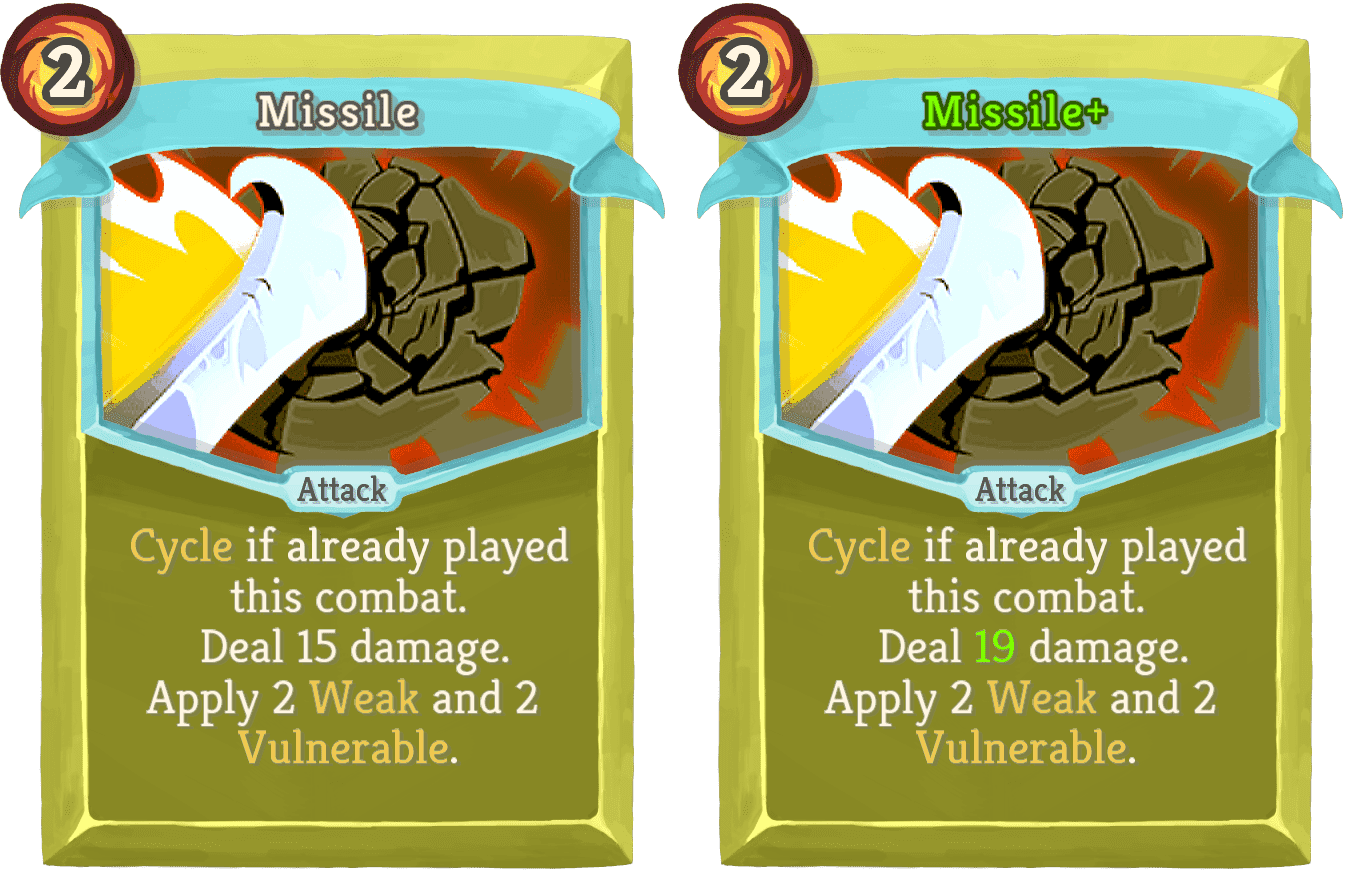 2
Missile
Attack
Cycle if already played
this combat.
Deal 15 damage.
Apply 2 Weak and 2
Vulnerable.
2
Missile+
Attack
Cycle if already played
this combat.
Deal 19 damage.
Apply 2 Weak and 2
Vulnerable.